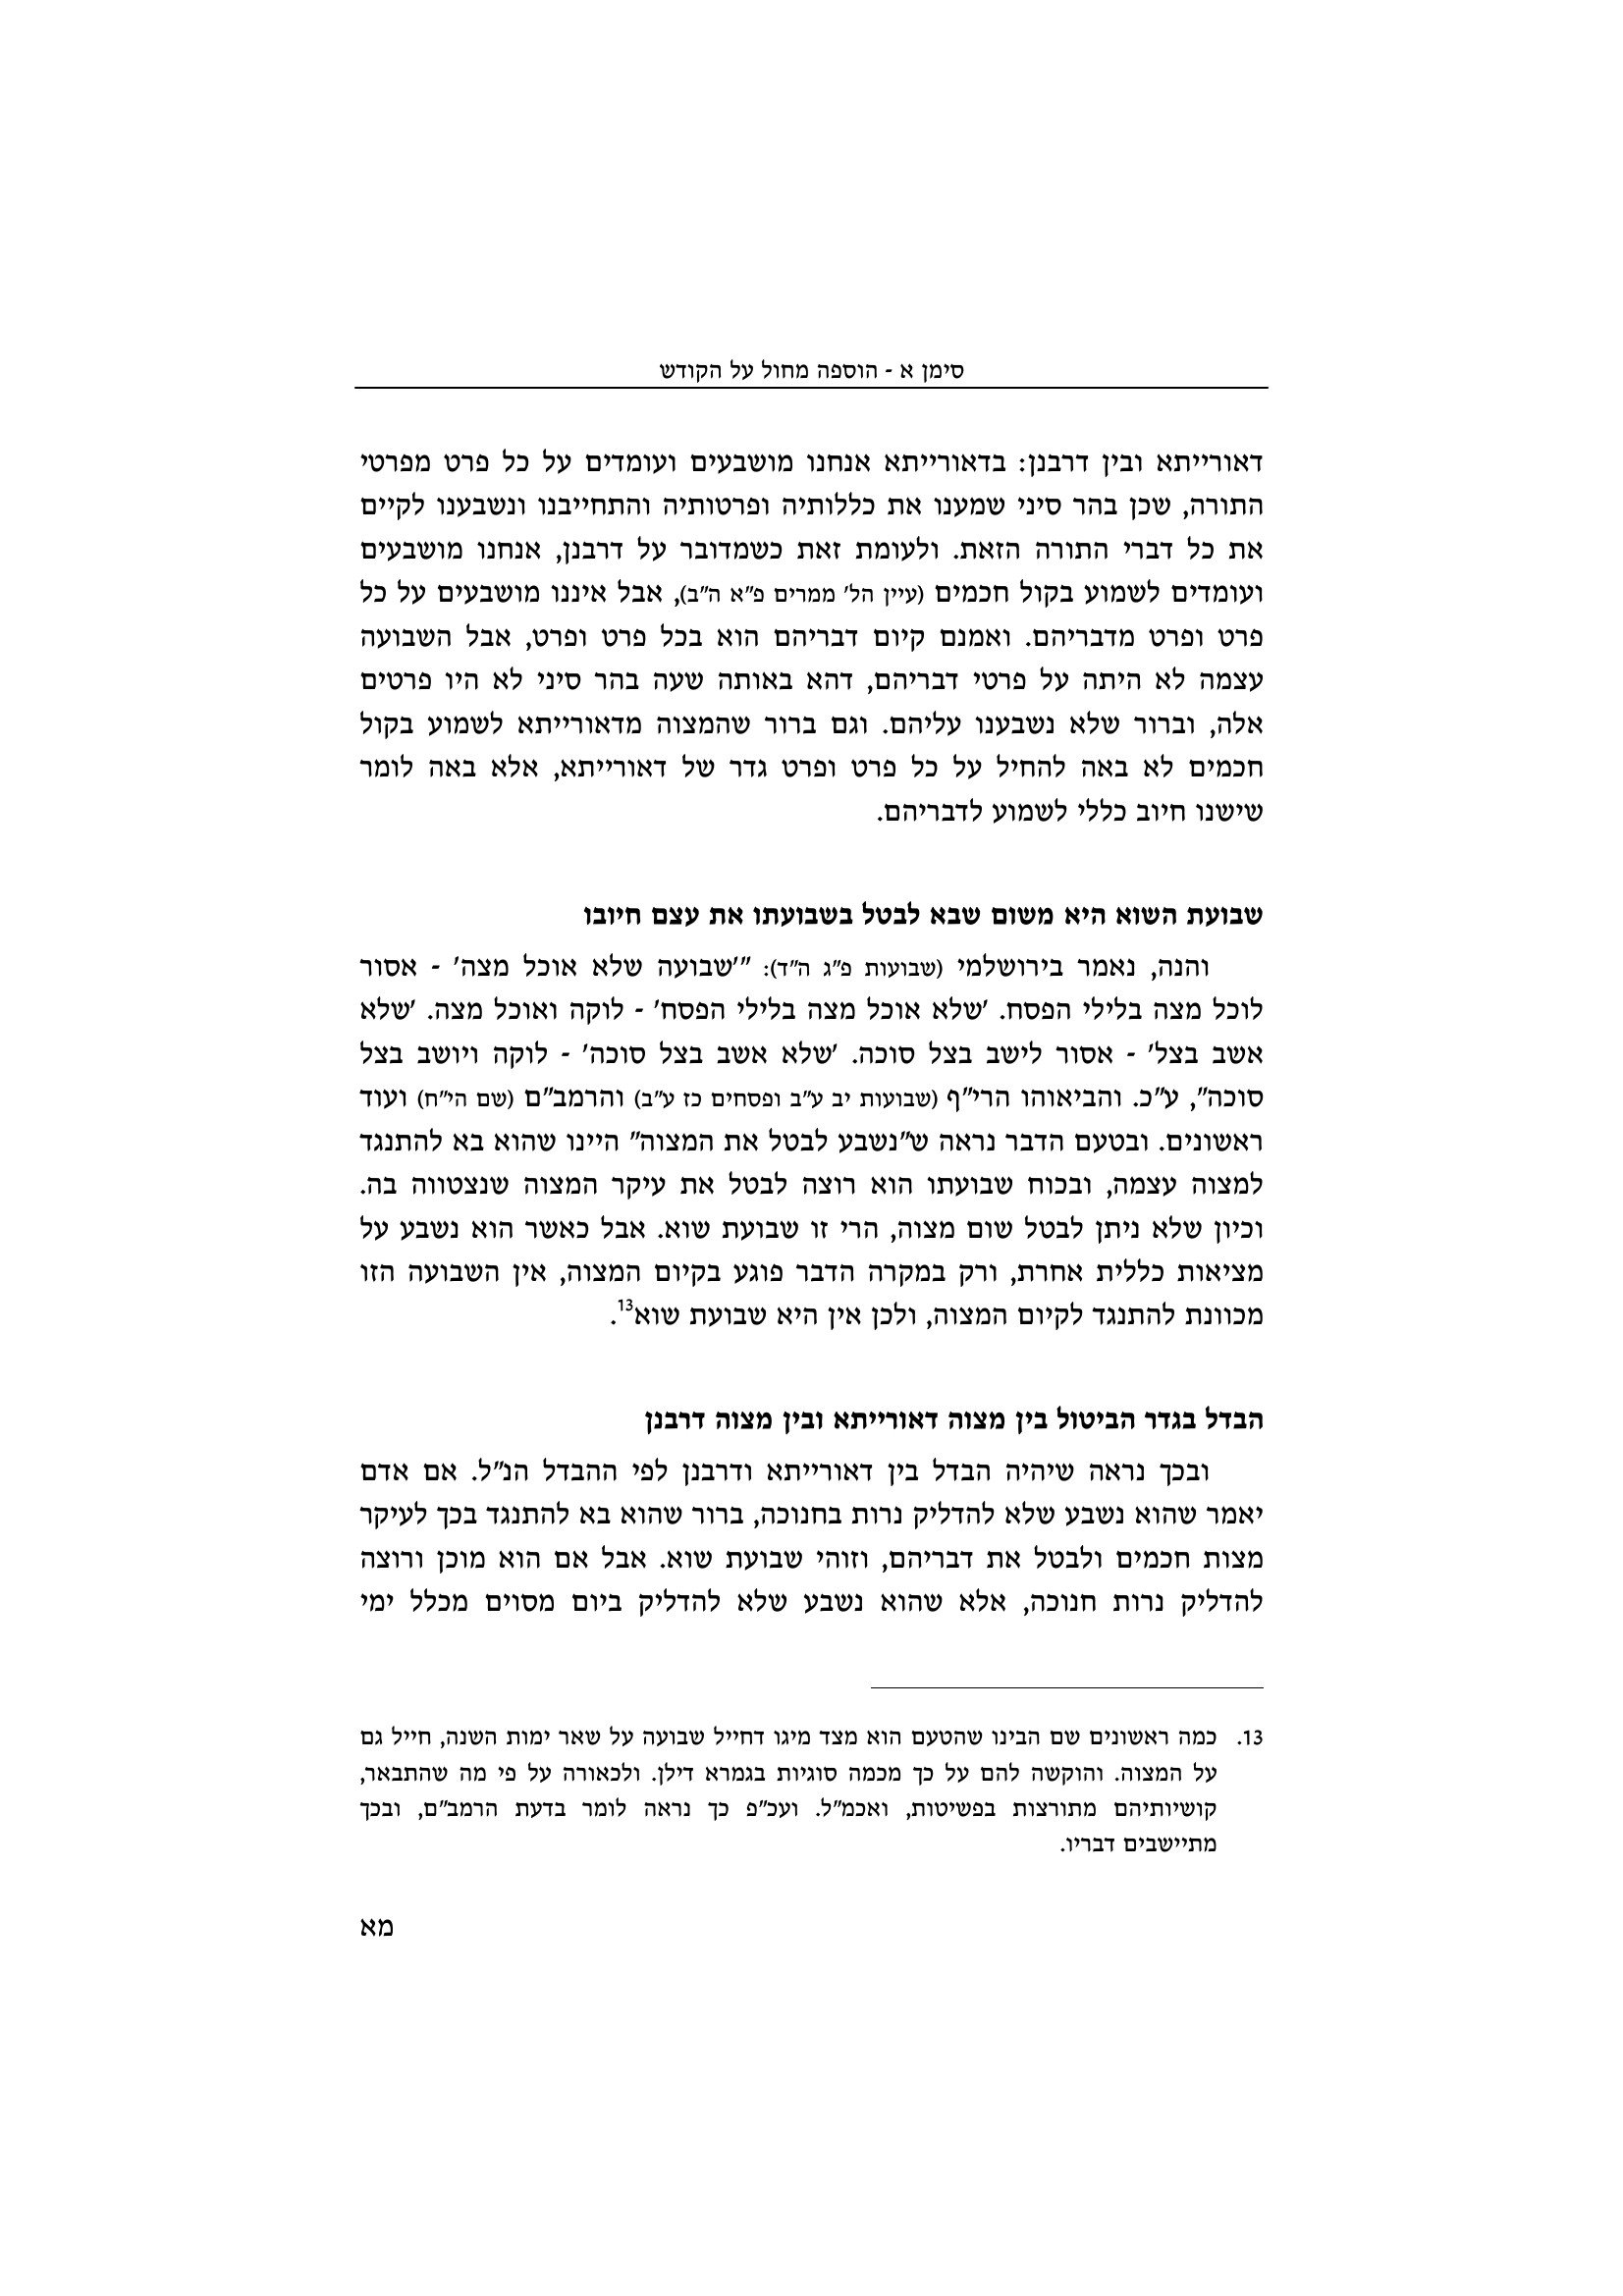 סימן א - הוספה מחול על הקודש
דאורייתא ובין דרבנן: בדאורייתא אנחנו מושבעים ועומדים על כל פרט מפרטי
התורה, שכן בהר סיני שמענו את כללותיה ופרטותיה והתחייבנו ונשבענו לקיים
את כל דברי התורה הזאת. ולעומת זאת כשמדובר על דרבנן, אנחנו מושבעים
ועומדים לשמוע בקול חכמים (עיין הל' ממרים פ"א ה"ב), אבל איננו מושבעים על כל
פרט ופרט מדבריהם. ואמנם קיום דבריהם הוא בכל פרט ופרט, אבל השבועה
עצמה לא היתה על פרטי דבריהם, דהא באותה שעה בהר סיני לא היו פרטים
אלה, וברור שלא נשבענו עליהם. וגם ברור שהמצוה מדאורייתא לשמוע בקול
חכמים לא באה להחיל על כל פרט ופרט גדר של דאורייתא, אלא באה לומר
שישנו חיוב כללי לשמוע לדבריהם.
שבועת השוא היא משום שבא לבטל בשבועתו את עצם חיובו
והנה, נאמר בירושלמי (שבועות פ"ג ה"ד): "'שבועה שלא אוכל מצה' - אסור
לוכל מצה בלילי הפסח. 'שלא אוכל מצה בלילי הפסח' - לוקה ואוכל מצה. 'שלא
אשב בצל' - אסור לישב בצל סוכה. 'שלא אשב בצל סוכה' - לוקה ויושב בצל
סוכה", ע"כ. והביאוהו הרי"ף (שבועות יב ע"ב ופסחים כז ע"ב) והרמב"ם (שם הי"ח) ועוד
ראשונים. ובטעם הדבר נראה ש"נשבע לבטל את המצוה" היינו שהוא בא להתנגד
למצוה עצמה, ובכוח שבועתו הוא רוצה לבטל את עיקר המצוה שנצטווה בה.
וכיון שלא ניתן לבטל שום מצוה, הרי זו שבועת שוא. אבל כאשר הוא נשבע על
מציאות כללית אחרת, ורק במקרה הדבר פוגע בקיום המצוה, אין השבועה הזו
מכוונת להתנגד לקיום המצוה, ולכן אין היא שבועת שוא13.
הבדל בגדר הביטול בין מצוה דאורייתא ובין מצוה דרבנן
ובכך נראה שיהיה הבדל בין דאורייתא ודרבנן לפי ההבדל הנ"ל. אם אדם
יאמר שהוא נשבע שלא להדליק נרות בחנוכה, ברור שהוא בא להתנגד בכך לעיקר
מצות חכמים ולבטל את דבריהם, וזוהי שבועת שוא. אבל אם הוא מוכן ורוצה
להדליק נרות חנוכה, אלא שהוא נשבע שלא להדליק ביום מסוים מכלל ימי
13. כמה ראשונים שם הבינו שהטעם הוא מצד מיגו דחייל שבועה על שאר ימות השנה, חייל גם
על המצוה. והוקשה להם על כך מכמה סוגיות בגמרא דילן. ולכאורה על פי מה שהתבאר,
קושיותיהם מתורצות בפשיטות, ואכמ"ל. ועכ"פ כך נראה לומר בדעת הרמב"ם, ובכך
מתיישבים דבריו.
מא